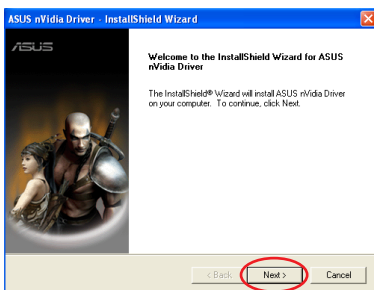 ASUS nVidia Driver - InstallShield Wizard
ASUS
Welcome to the InstallShield Wizard for ASUS
nVidia Driver
The InstallShield® Wizard will install ASUS nVidia Driver
on your computer. To continue, click Next.
< Back
Next >
Cancel